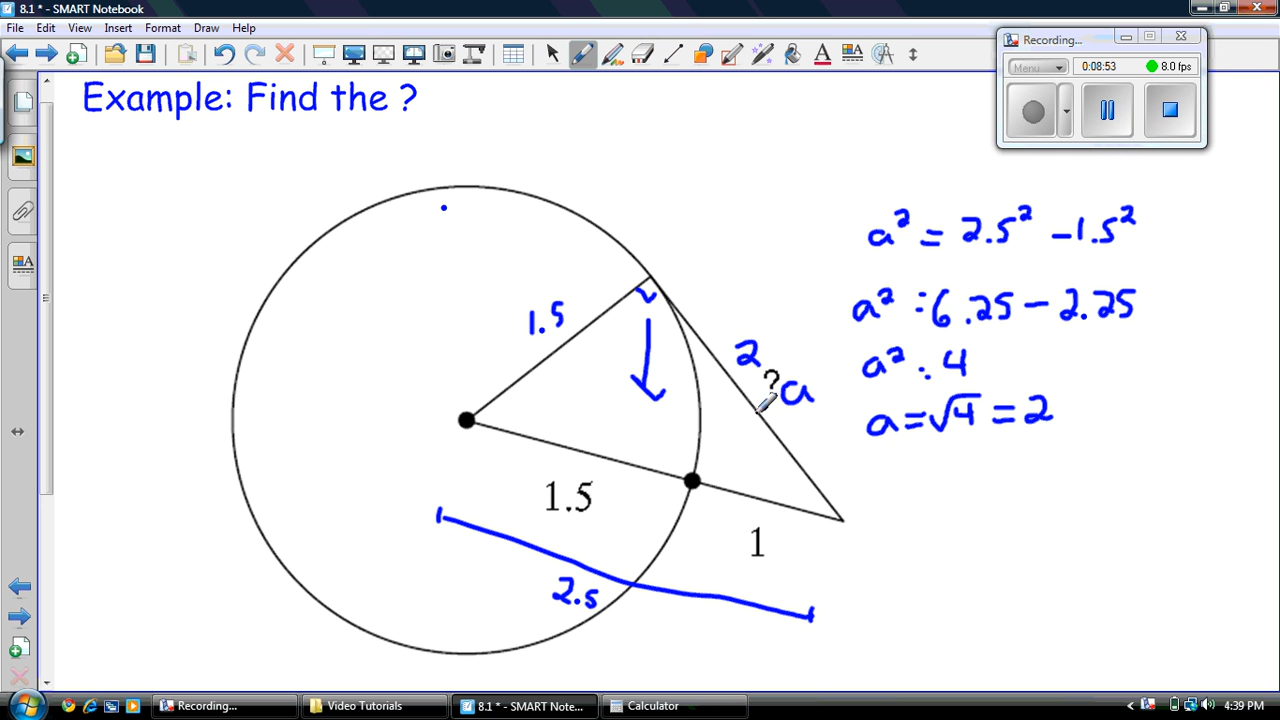 8.1 * - SMART Notebook
File Edit View Insert Format Draw Help
Recording...
Menu
0:08:53
8.0 fps
Example: Find the ?
1.5
2
?
a
1.5
1
2.5
a² = 2.5² - 1.5²
a² = 6.25 - 2.25
a² = 4
a = √4 = 2
Recording...
Video Tutorials
8.1 * - SMART Note...
Calculator
4:39 PM